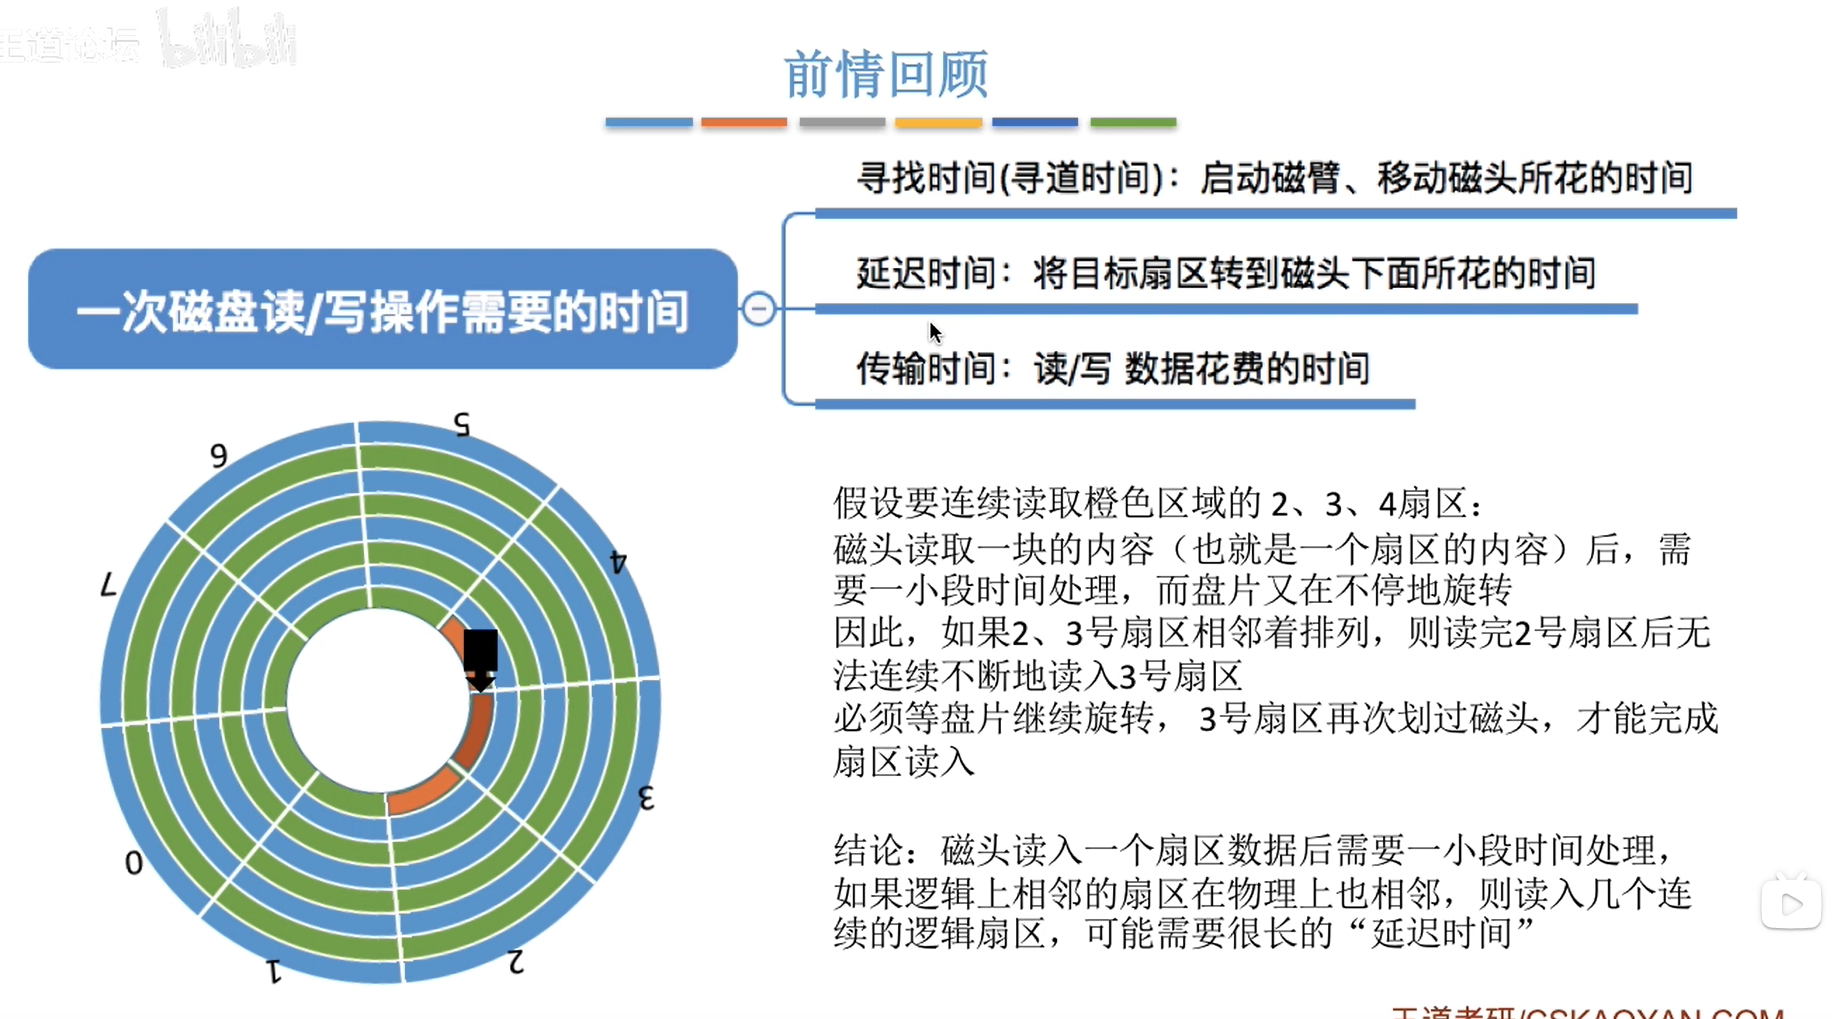 王道论坛 bilibili
前情回顾
寻找时间(寻道时间)：启动磁臂、移动磁头所花的时间
延迟时间：将目标扇区转到磁头下面所花的时间
一次磁盘读/写操作需要的时间
传输时间：读/写 数据花费的时间
5
6
4
7
3
0
2
1
假设要连续读取橙色区域的 2、3、4扇区：
磁头读取一块的内容（也就是一个扇区的内容）后，需
要一小段时间处理，而盘片又在不停地旋转
因此，如果2、3号扇区相邻着排列，则读完2号扇区后无
法连续不断地读入3号扇区
必须等盘片继续旋转， 3号扇区再次划过磁头，才能完成
扇区读入
结论：磁头读入一个扇区数据后需要一小段时间处理，
如果逻辑上相邻的扇区在物理上也相邻，则读入几个连
续的逻辑扇区，可能需要很长的“延迟时间”
王道考研/CSKAOYAN.COM